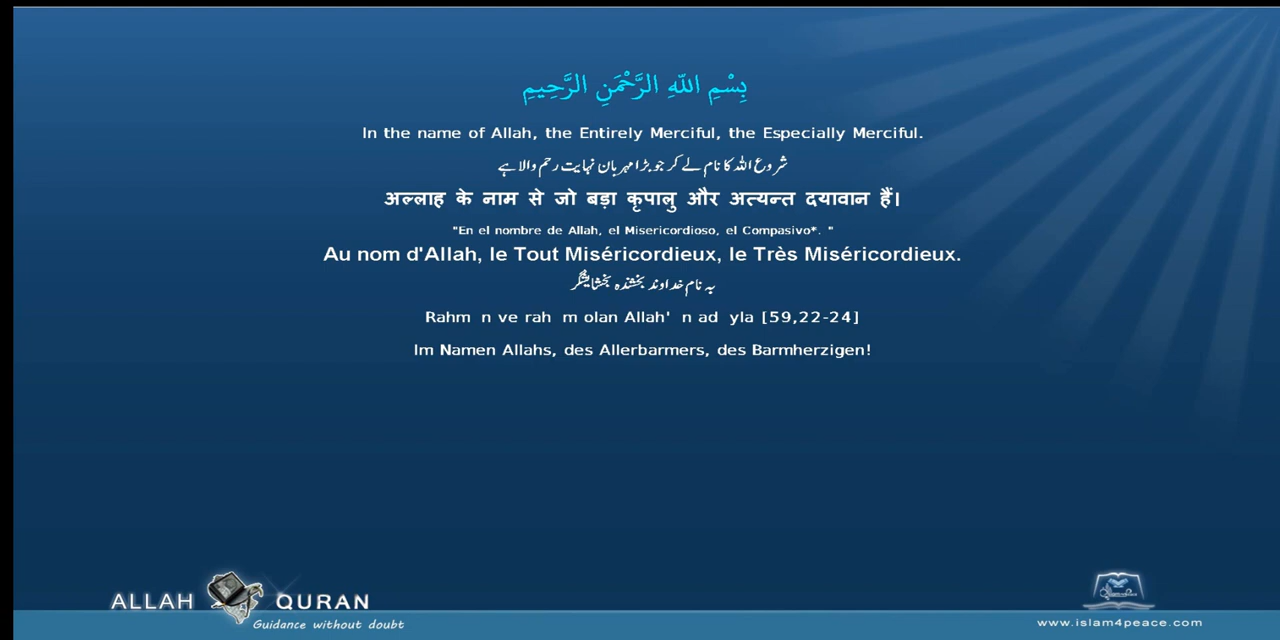 بِسْمِ اللّٰهِ الرَّحْمٰنِ الرَّحِيمِ
In the name of Allah, the Entirely Merciful, the Especially Merciful.
شروع اللہ کا نام لے کر جو بڑا مہربان نہایت رحم والا ہے
अल्लाह के नाम से जो बड़ा कृपालु और अत्यन्त दयावान हैं।
"En el nombre de Allah, el Misericordioso, el Compasivo*. "
Au nom d'Allah, le Tout Miséricordieux, le Très Miséricordieux.
به نام خداوند بخشنده بخشایشگر
Rahm n ve rah m olan Allah' n ad yla [59,22-24]
Im Namen Allahs, des Allerbarmers, des Barmherzigen!
ALLAH QURAN
Guidance without doubt
www.islam4peace.com